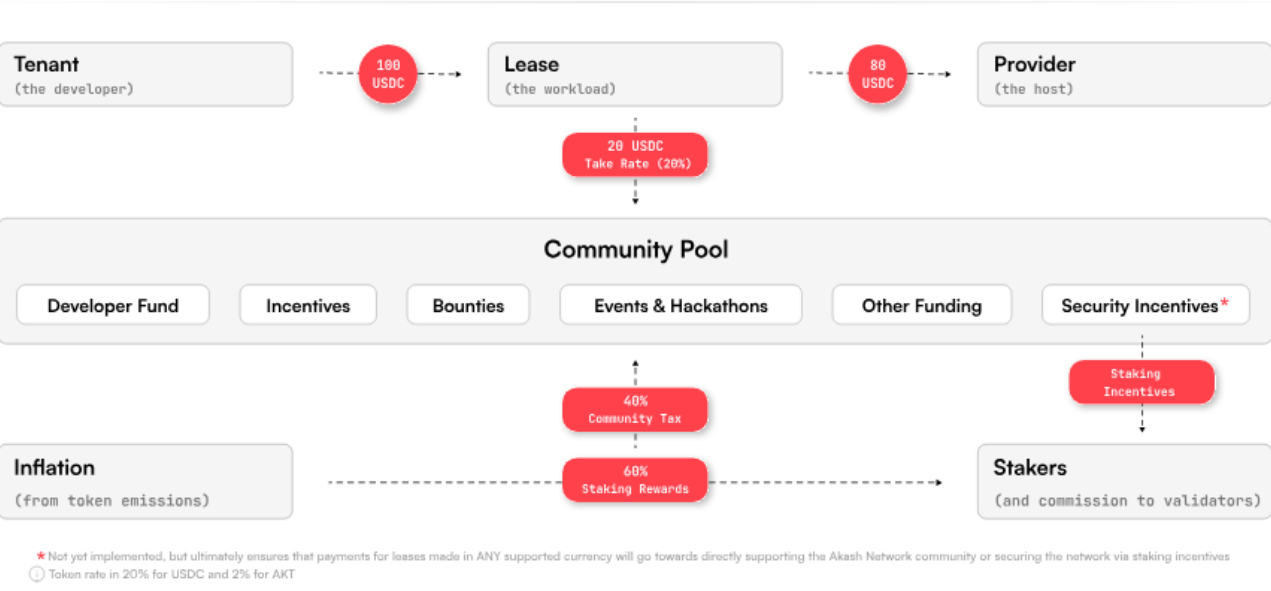 Tenant
(the developer)
100
USDC
Lease
(the workload)
80
USDC
Provider
(the host)
20 USDC
Take Rate (20%)
Community Pool
Developer Fund
Incentives
Bounties
Events & Hackathons
Other Funding
Security Incentives*
Staking
Incentives
40%
Community Tax
Inflation
(from token emissions)
60%
Staking Rewards
Stakers
(and commission to validators)
* Not yet implemented, but ultimately ensures that payments for leases made in ANY supported currency will go towards directly supporting the Akash Network community or securing the network via staking incentives
Token rate in 20% for USDC and 2% for AKT